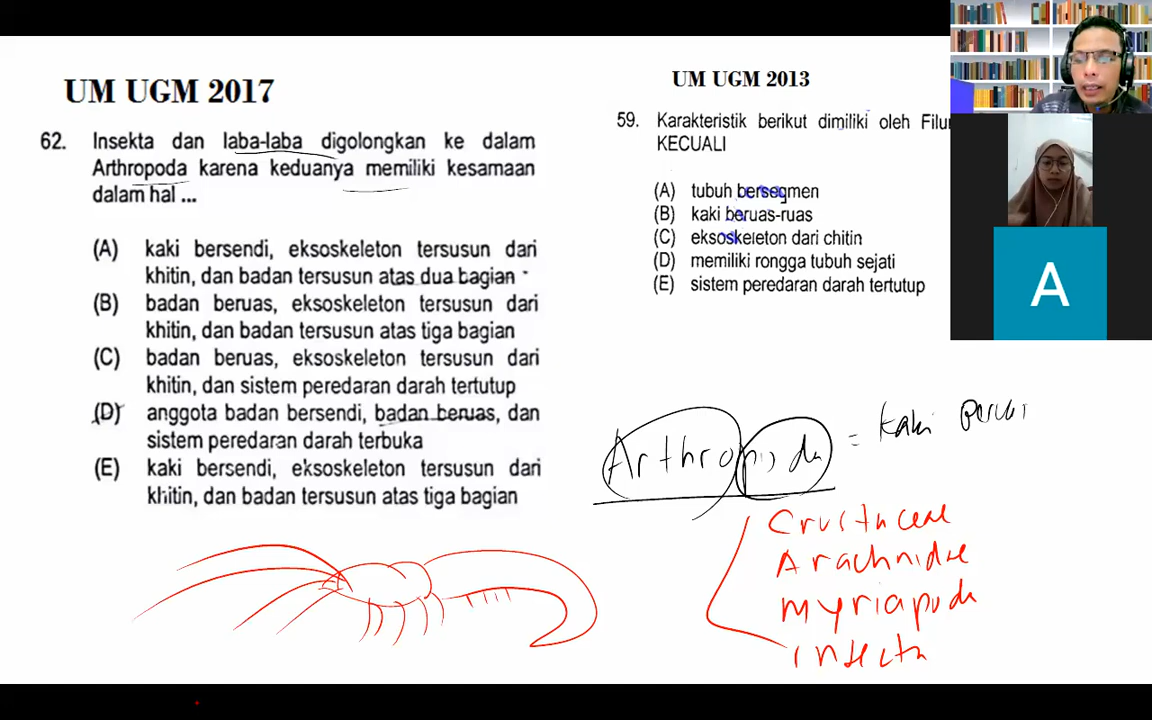 UM UGM 2017
62. Insekta dan laba-laba digolongkan ke dalam
Arthropoda karena keduanya memiliki kesamaan
dalam hal ...
(A) kaki bersendi, eksoskeleton tersusun dari
khitin, dan badan tersusun atas dua bagian
(B) badan beruas, eksoskeleton tersusun dari
khitin, dan badan tersusun atas tiga bagian
(C) badan beruas, eksoskeleton tersusun dari
khitin, dan sistem peredaran darah tertutup
(D) anggota badan bersendi, badan beruas, dan
sistem peredaran darah terbuka
(E) kaki bersendi, eksoskeleton tersusun dari
khitin, dan badan tersusun atas tiga bagian
UM UGM 2013
59. Karakteristik berikut dimiliki oleh Filu
KECUALI
(A) tubuh bersegmen
(B) kaki beruas-ruas
(C) eksoskeleton dari chitin
(D) memiliki rongga tubuh sejati
(E) sistem peredaran darah tertutup
A
Arthropoda = kaki
Crustaceae
Arachnidae
Myriapoda
insecta